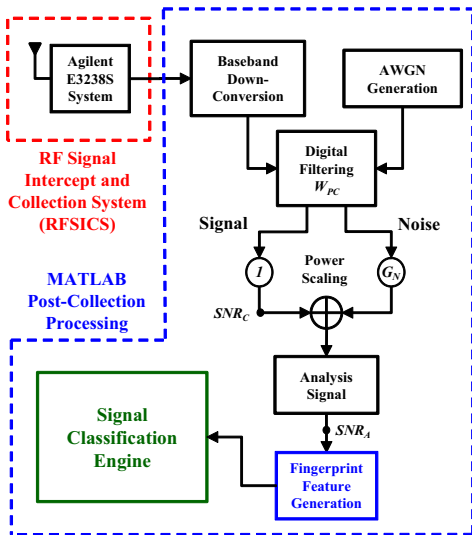 Agilent
E3238S
System
Baseband
Down-
Conversion
AWGN
Generation
RF Signal
Intercept and
Collection System
(RFSICS)
Digital
Filtering
W_PC
Signal
Noise
1
Power
Scaling
G_N
MATLAB
Post-Collection
Processing
SNR_C
Analysis
Signal
SNR_A
Signal
Classification
Engine
Fingerprint
Feature
Generation